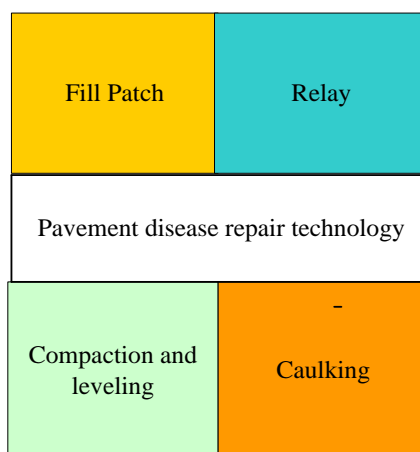 Fill Patch
Relay
Pavement disease repair technology
-
Compaction and
leveling
Caulking